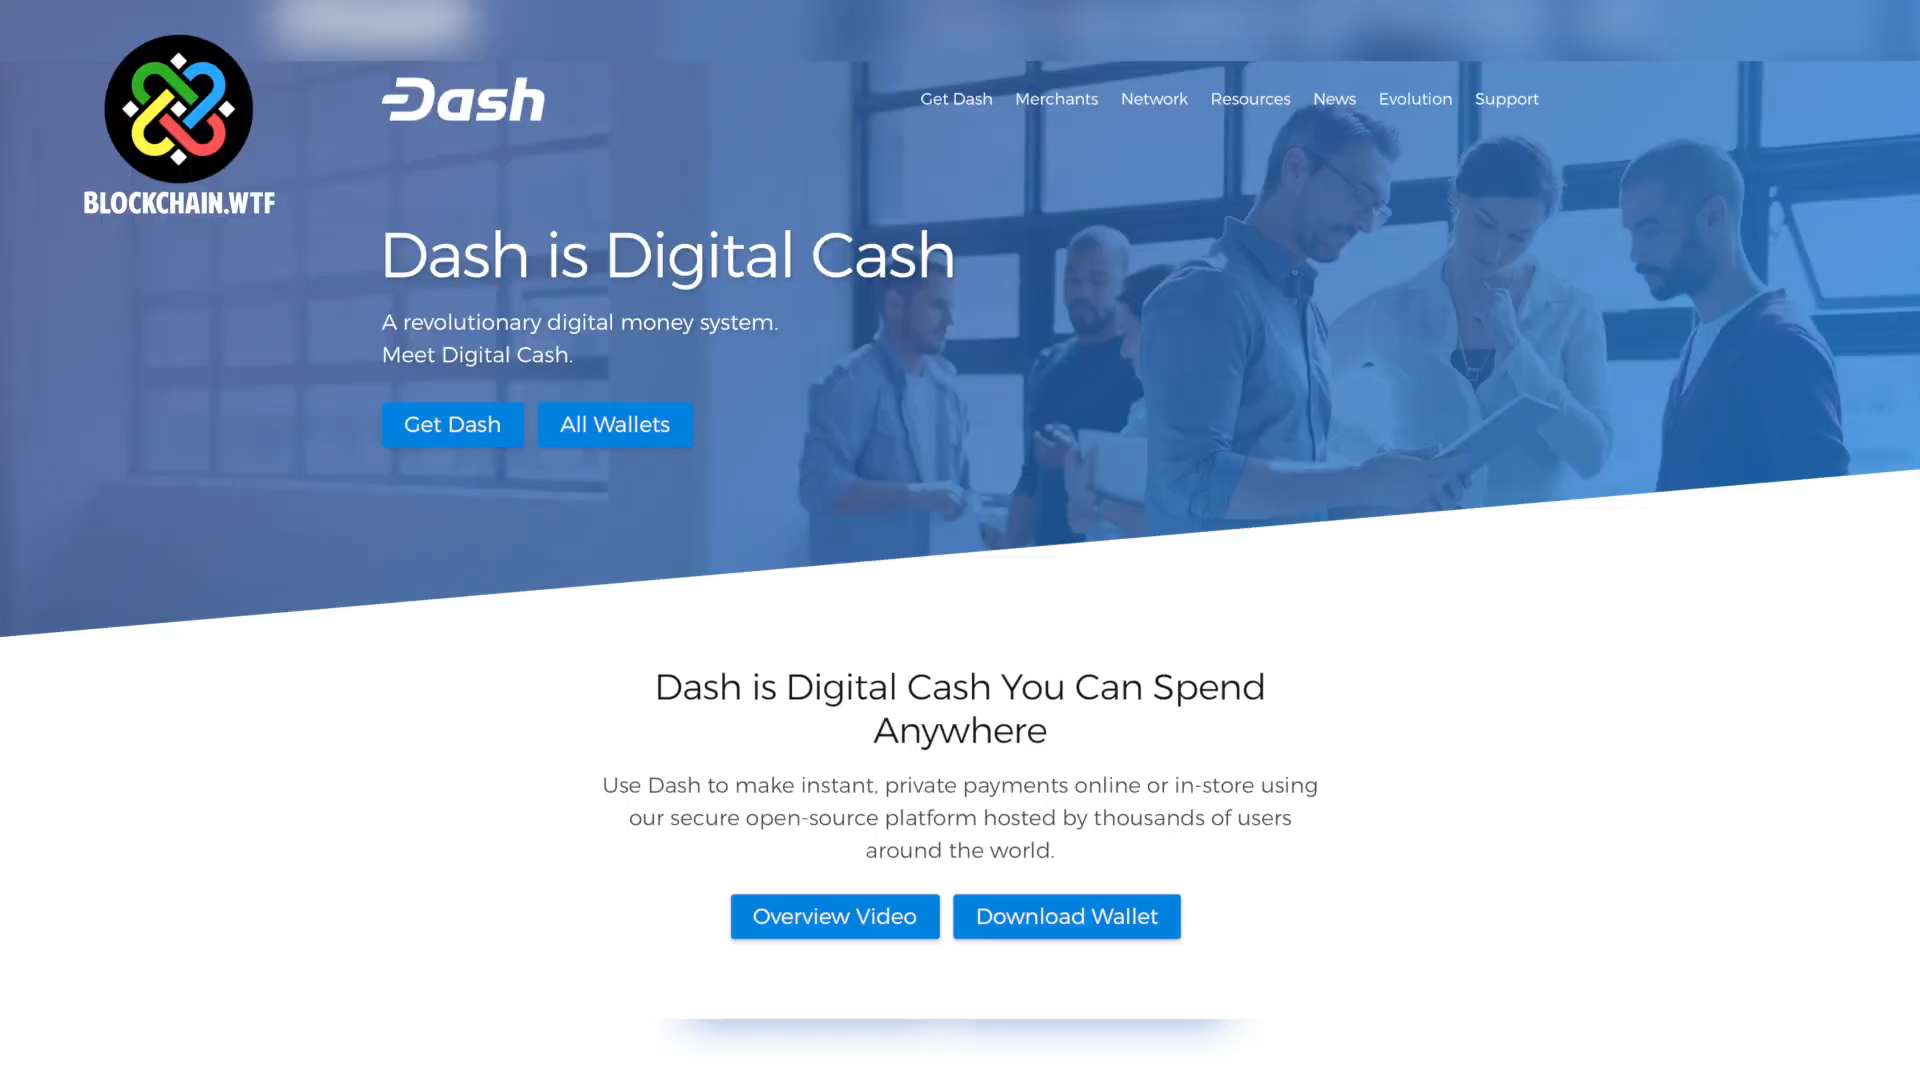 BLOCKCHAIN.WTF
Dash
Get Dash Merchants Network Resources News Evolution Support
Dash is Digital Cash
A revolutionary digital money system.
Meet Digital Cash.
Get Dash All Wallets
Dash is Digital Cash You Can Spend
Anywhere
Use Dash to make instant, private payments online or in-store using
our secure open-source platform hosted by thousands of users
around the world.
Overview Video Download Wallet